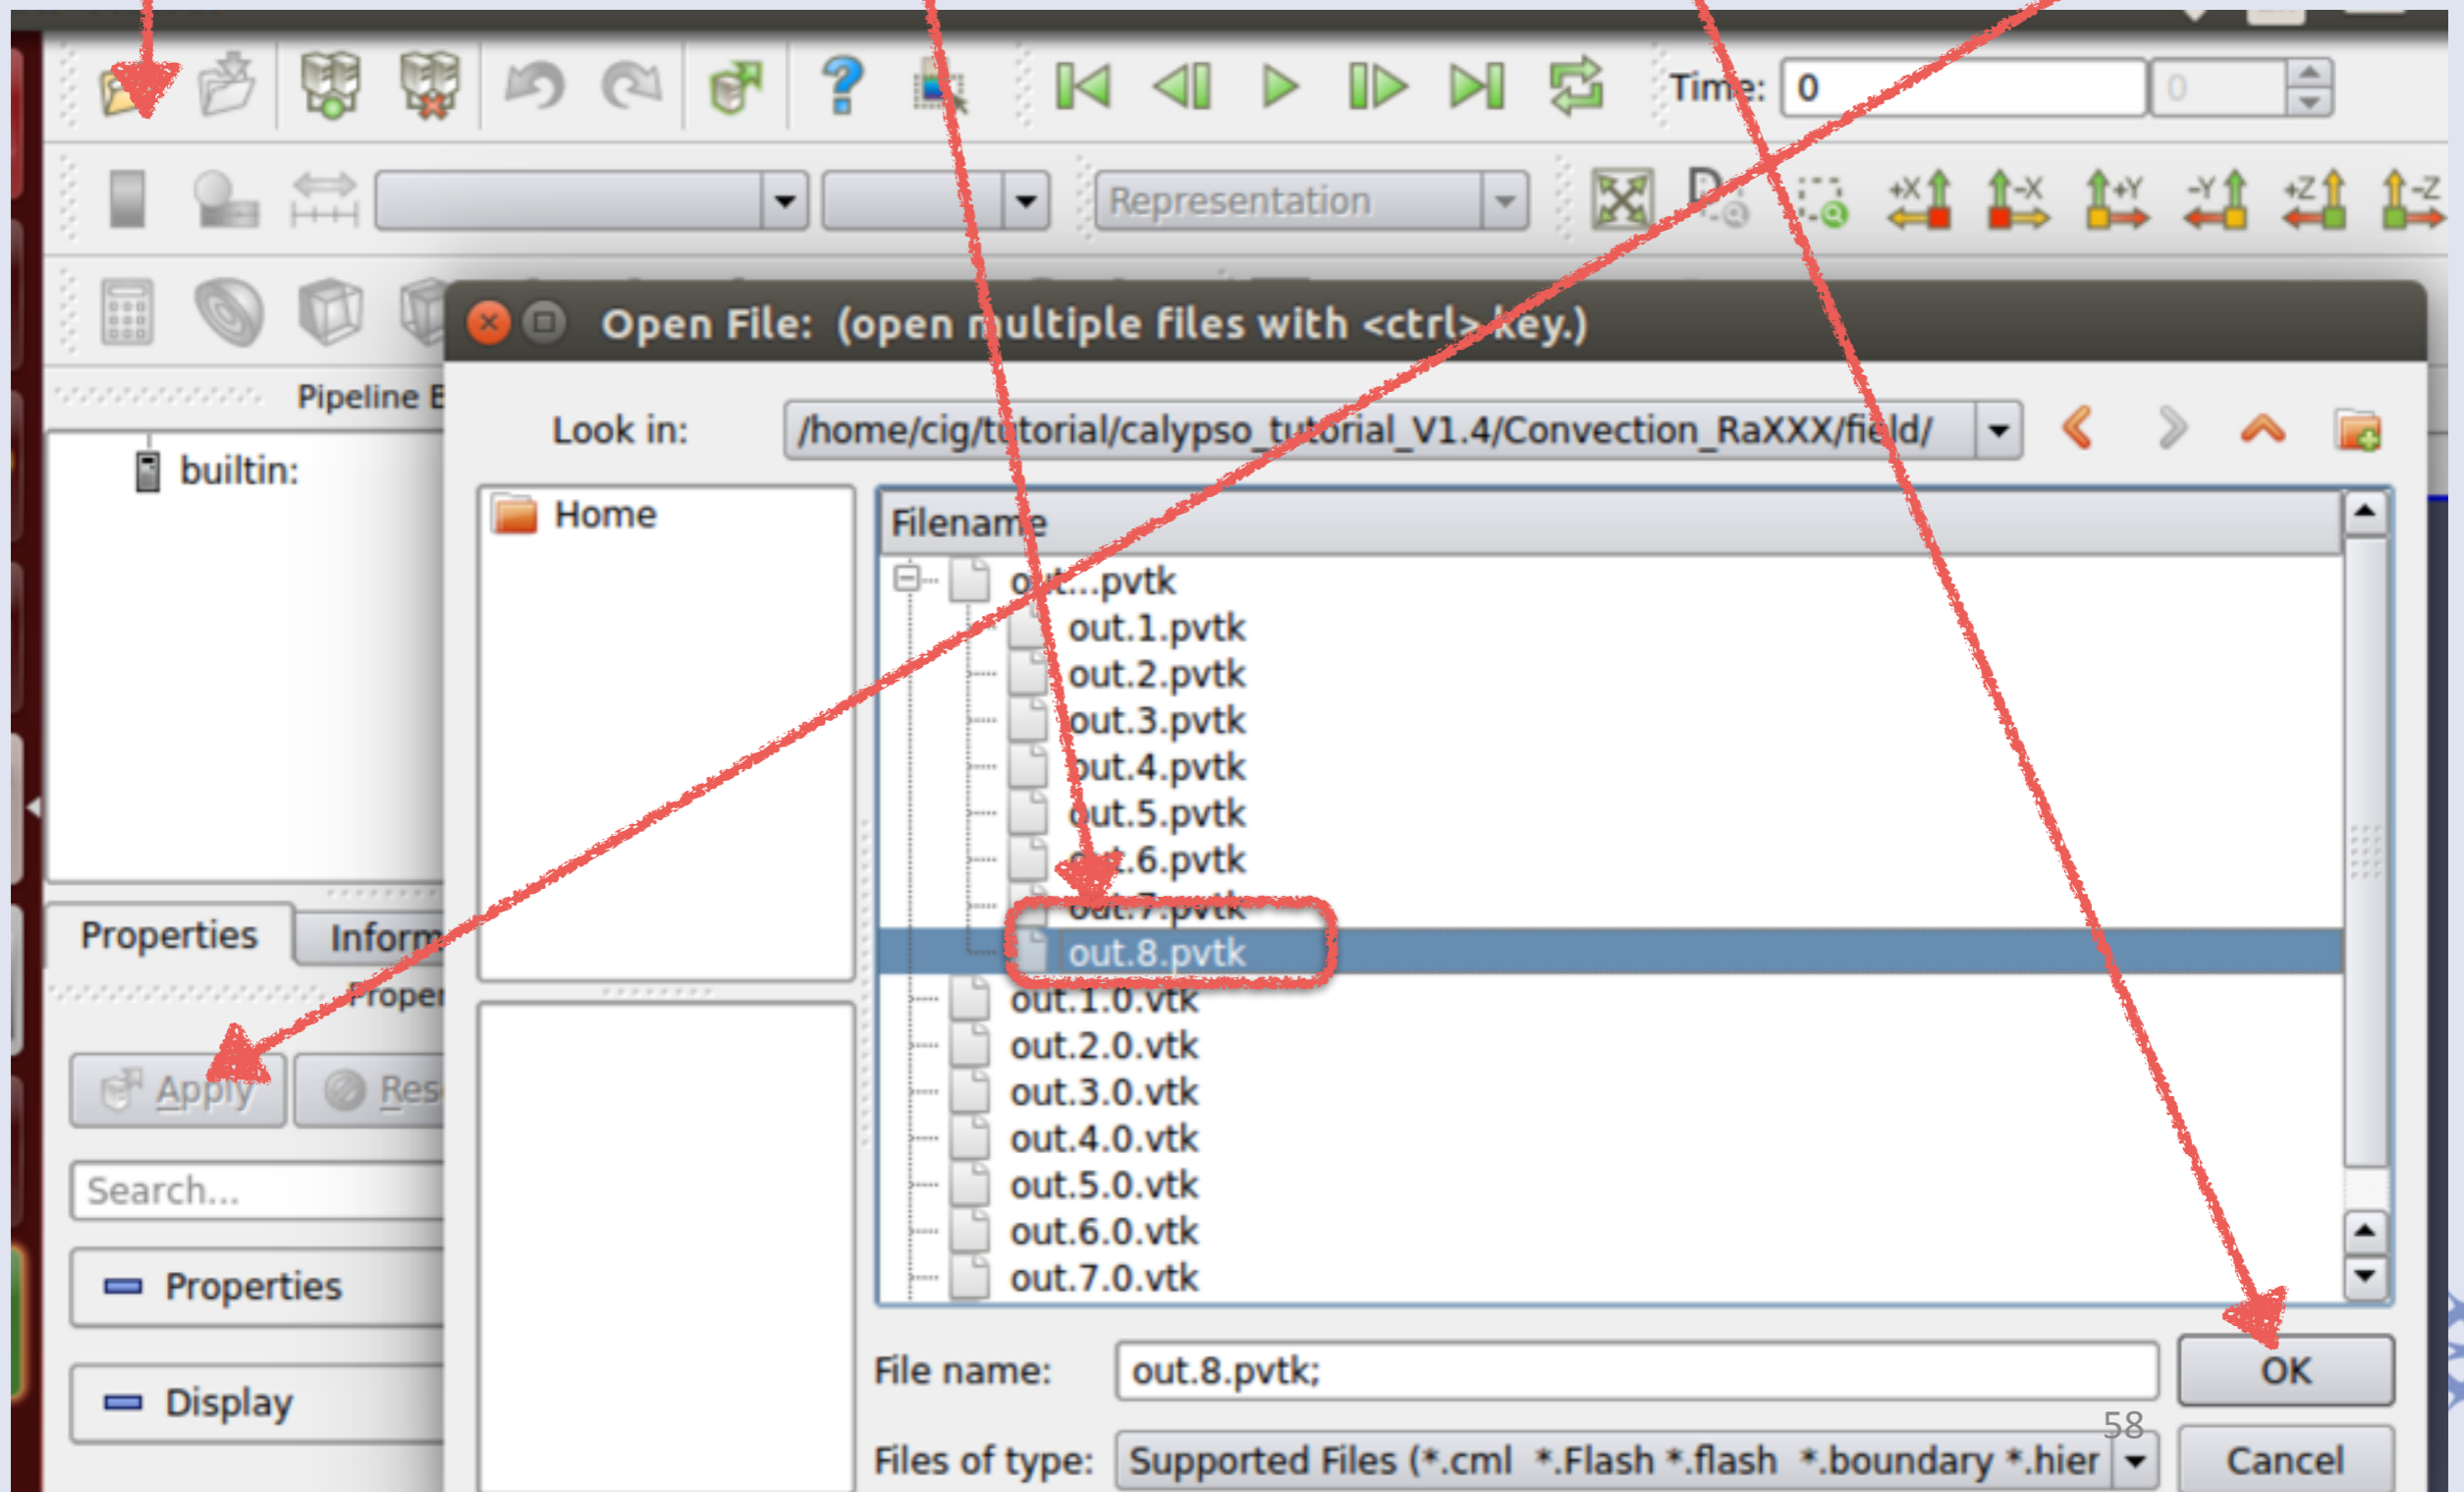 Time: 0 0
Representation
+X -X +Y -Y +Z -Z
Open File: (open multiple files with <ctrl> key.)
Pipeline B
Look in: /home/cig/tutorial/calypso_tutorial_V1.4/Convection_RaXXX/field/
builtin:
Home
Filename
out...pvtk
out.1.pvtk
out.2.pvtk
out.3.pvtk
out.4.pvtk
out.5.pvtk
out.6.pvtk
out.7.pvtk
out.8.pvtk
out.1.0.vtk
out.2.0.vtk
out.3.0.vtk
out.4.0.vtk
out.5.0.vtk
out.6.0.vtk
out.7.0.vtk
Properties Inform
Proper
Apply Res
Search...
Properties
Display
File name: out.8.pvtk; OK
58
Files of type: Supported Files (*.cml *.Flash *.flash *.boundary *.hier Cancel